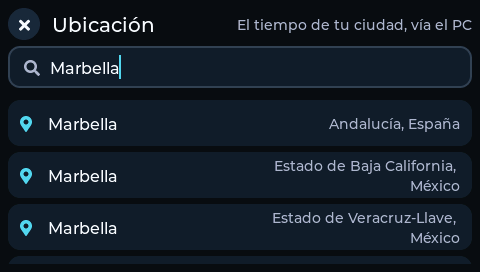 Ubicación
El tiempo de tu ciudad, vía el PC
Marbella
Marbella
Andalucía, España
Marbella
Estado de Baja California,
México
Marbella
Estado de Veracruz-Llave,
México